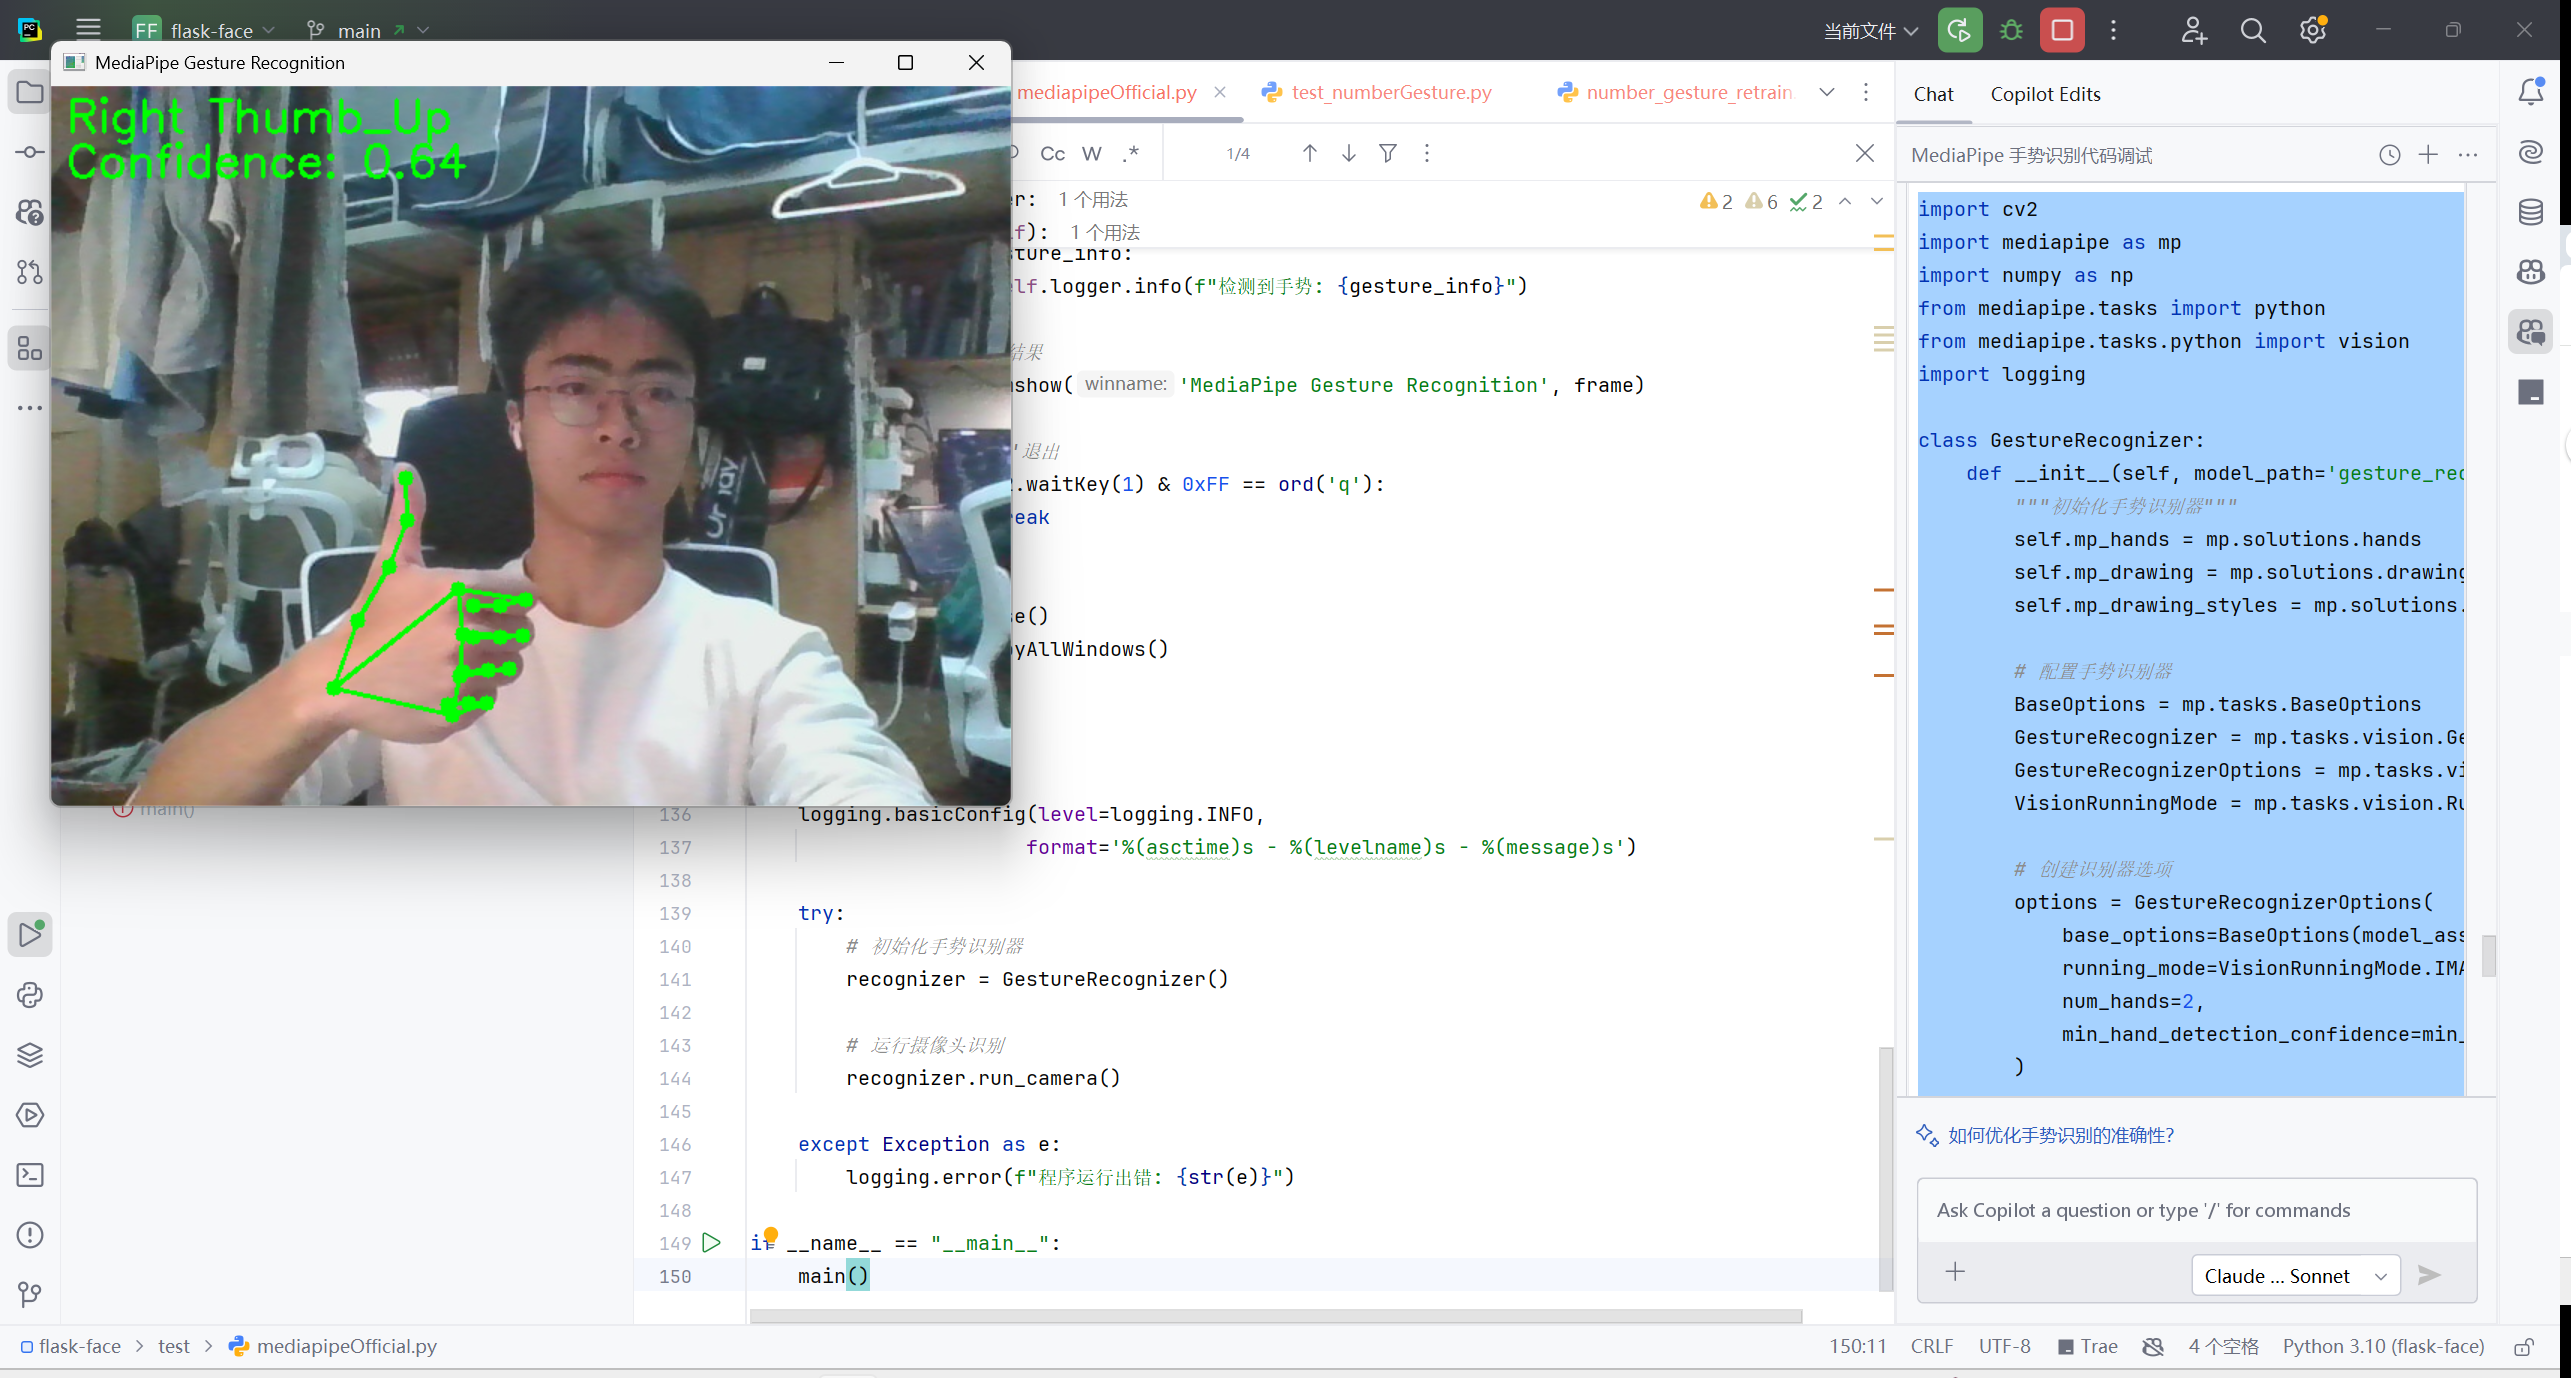 FF flask-face main 当前文件
MediaPipe Gesture Recognition
Right Thumb_Up
Confidence: 0.64
mediapipeOfficial.py
test_numberGesture.py
number_gesture_retrain
Cc W .*
1/4
er: 1 个用法
f): 1 个用法
2 6 2
sture_info:
lf.logger.info(f"检测到手势: {gesture_info}")
结果
show( winname: 'MediaPipe Gesture Recognition', frame)
'退出
.waitKey(1) & 0xFF == ord('q'):
eak
se()
yAllWindows()
main()
136 logging.basicConfig(level=logging.INFO,
137 format='%(asctime)s - %(levelname)s - %(message)s')
138
139 try:
140 # 初始化手势识别器
141 recognizer = GestureRecognizer()
142
143 # 运行摄像头识别
144 recognizer.run_camera()
145
146 except Exception as e:
147 logging.error(f"程序运行出错: {str(e)}")
148
149 if __name__ == "__main__":
150 main()
Chat Copilot Edits
MediaPipe 手势识别代码调试
import cv2
import mediapipe as mp
import numpy as np
from mediapipe.tasks import python
from mediapipe.tasks.python import vision
import logging
class GestureRecognizer:
def __init__(self, model_path='gesture_rec
"""初始化手势识别器"""
self.mp_hands = mp.solutions.hands
self.mp_drawing = mp.solutions.drawing
self.mp_drawing_styles = mp.solutions.
# 配置手势识别器
BaseOptions = mp.tasks.BaseOptions
GestureRecognizer = mp.tasks.vision.Ge
GestureRecognizerOptions = mp.tasks.vi
VisionRunningMode = mp.tasks.vision.Ru
# 创建识别器选项
options = GestureRecognizerOptions(
base_options=BaseOptions(model_ass
running_mode=VisionRunningMode.IMA
num_hands=2,
min_hand_detection_confidence=min_
)
如何优化手势识别的准确性?
Ask Copilot a question or type '/' for commands
Claude ... Sonnet
flask-face > test > mediapipeOfficial.py
150:11 CRLF UTF-8 Trae 4 个空格 Python 3.10 (flask-face)